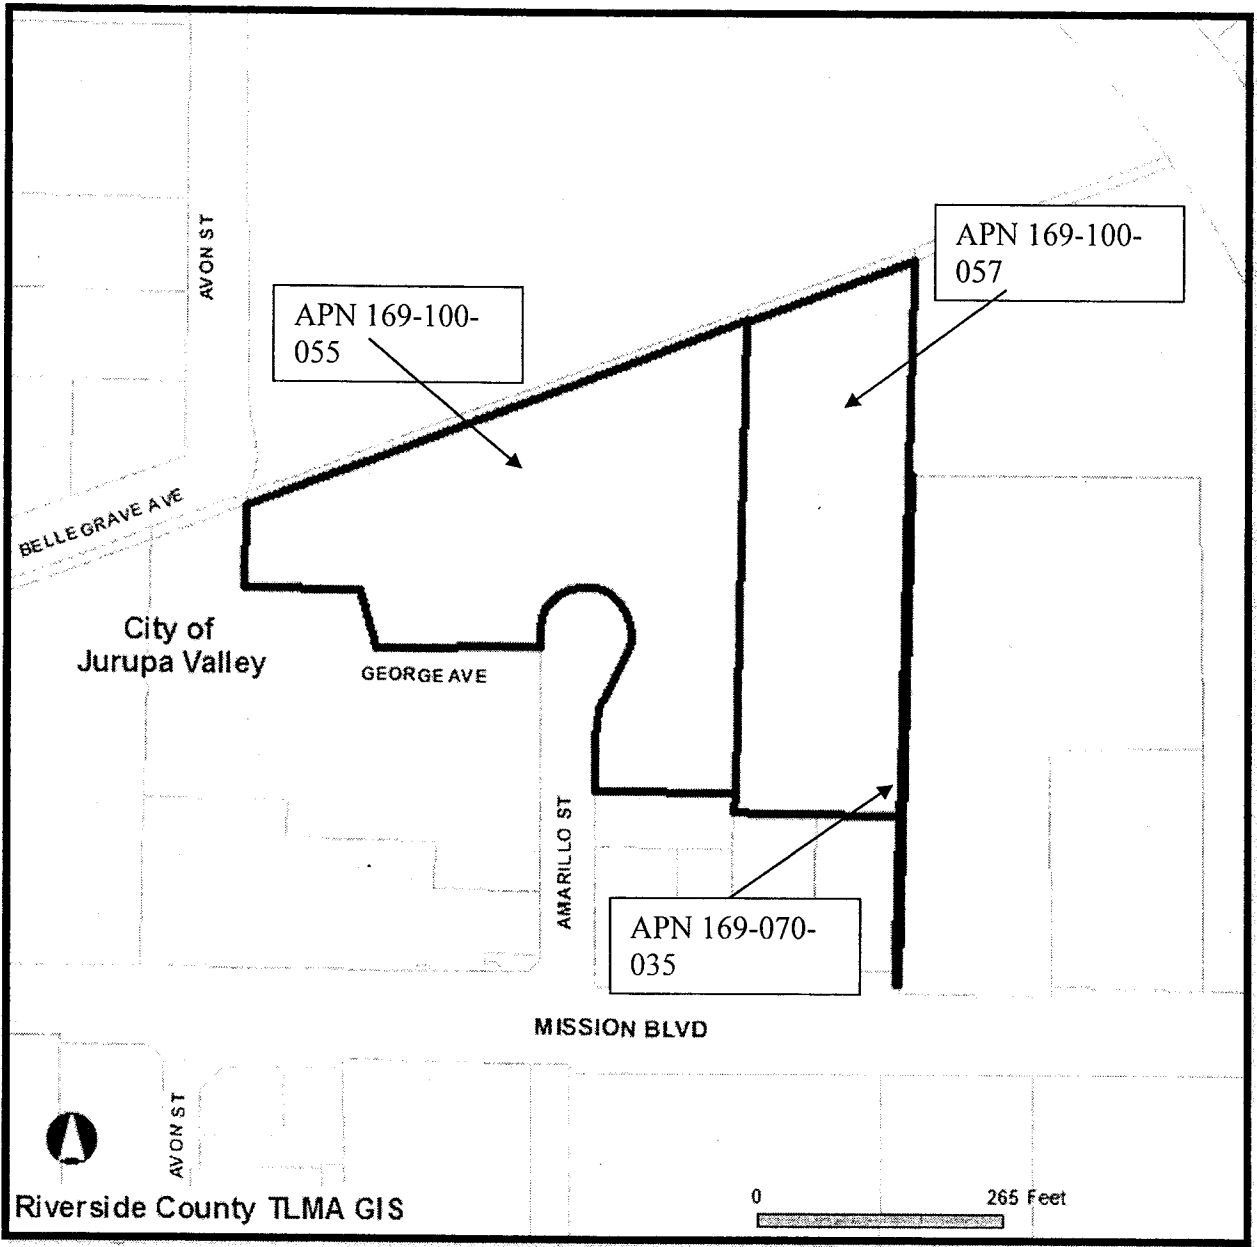 AVON ST
APN 169-100-
057
APN 169-100-
055
BELLEGRAVE AVE
City of
Jurupa Valley
GEORGE AVE
AMARILLO ST
APN 169-070-
035
MISSION BLVD
AVON ST
0 265 Feet
Riverside County TLMA GIS